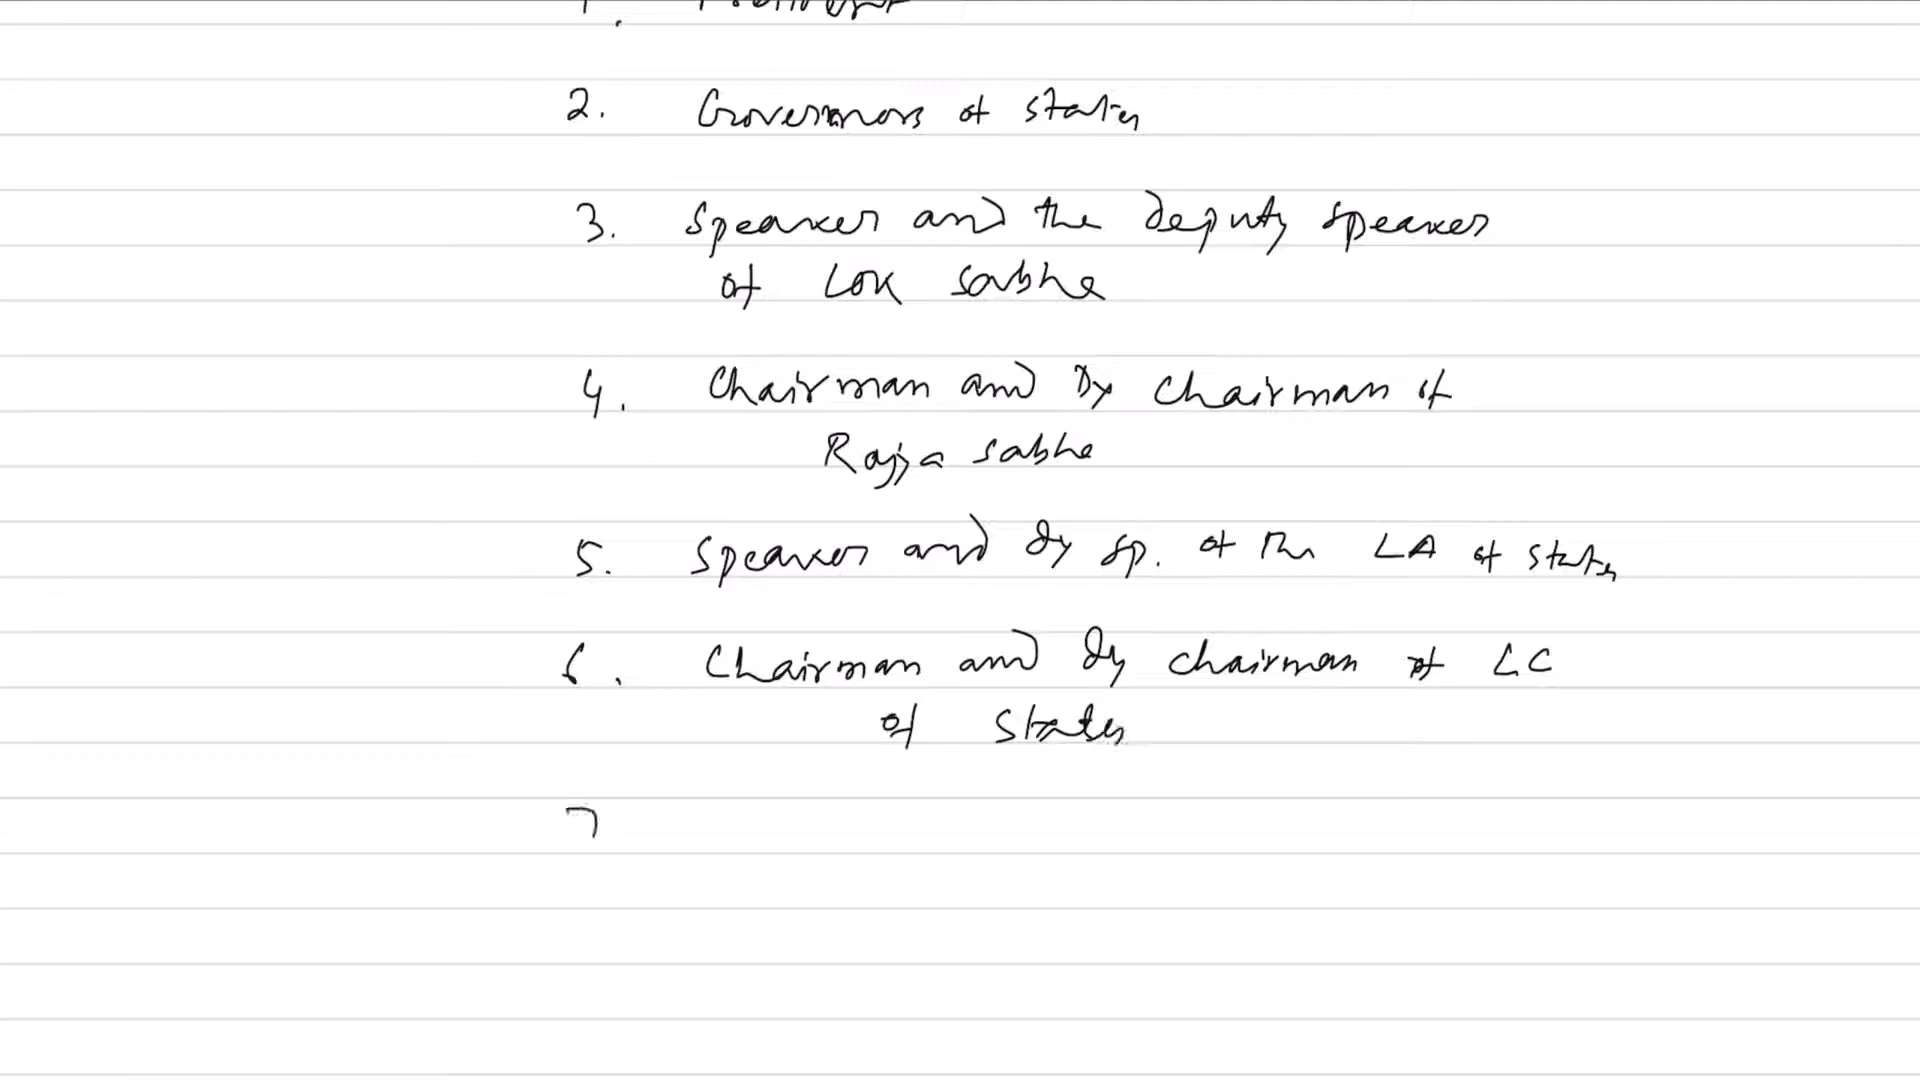 2. Governors of states
3. Speaker and the deputy speaker
of Lok Sabha
4. Chairman and Dy Chairman of
Rajya Sabha
5. Speaker and dy sp. of the LA of states
6. Chairman and dy chairman of LC
of states
7